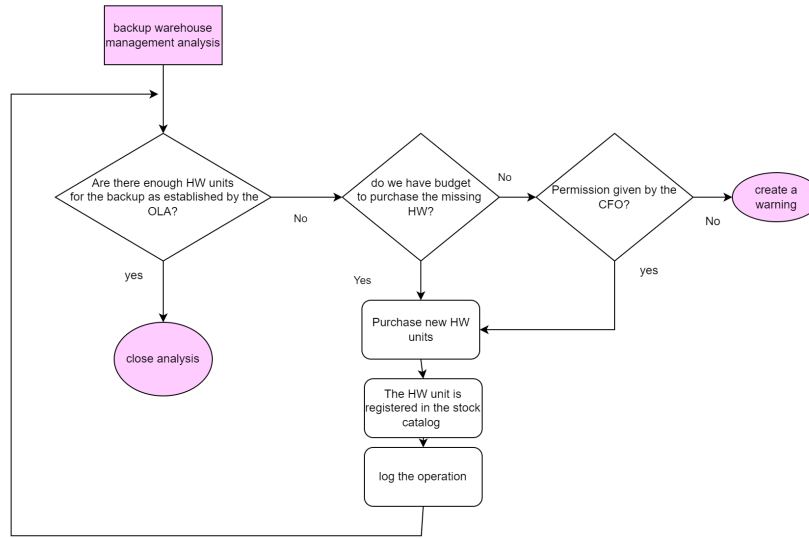 backup warehouse
management analysis
Are there enough HW units
for the backup as established by the
OLA?
No
do we have budget
to purchase the missing
HW?
No
Permission given by the
CFO?
No
create a
warning
yes
close analysis
Yes
yes
Purchase new HW
units
The HW unit is
registered in the stock
catalog
log the operation